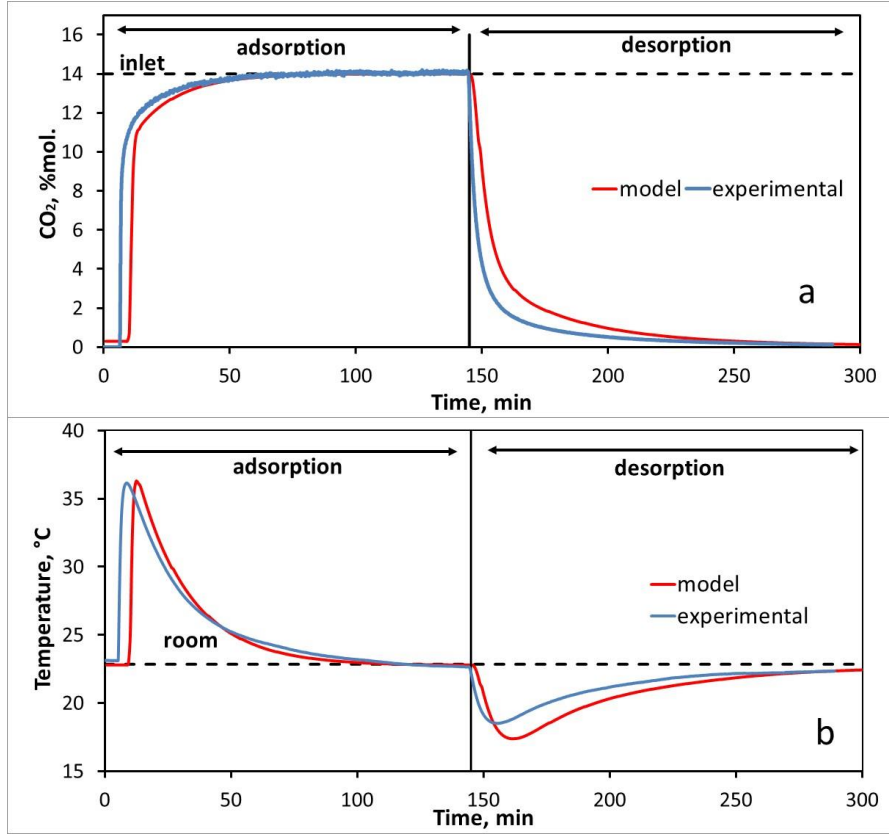 16
14
12
10
8
6
4
2
0
CO₂, %mol.
adsorption
desorption
inlet
model
experimental
a
0
50
100
150
200
250
300
Time, min
40
35
30
25
20
15
Temperature, °C
adsorption
desorption
room
model
experimental
b
0
50
100
150
200
250
300
Time, min